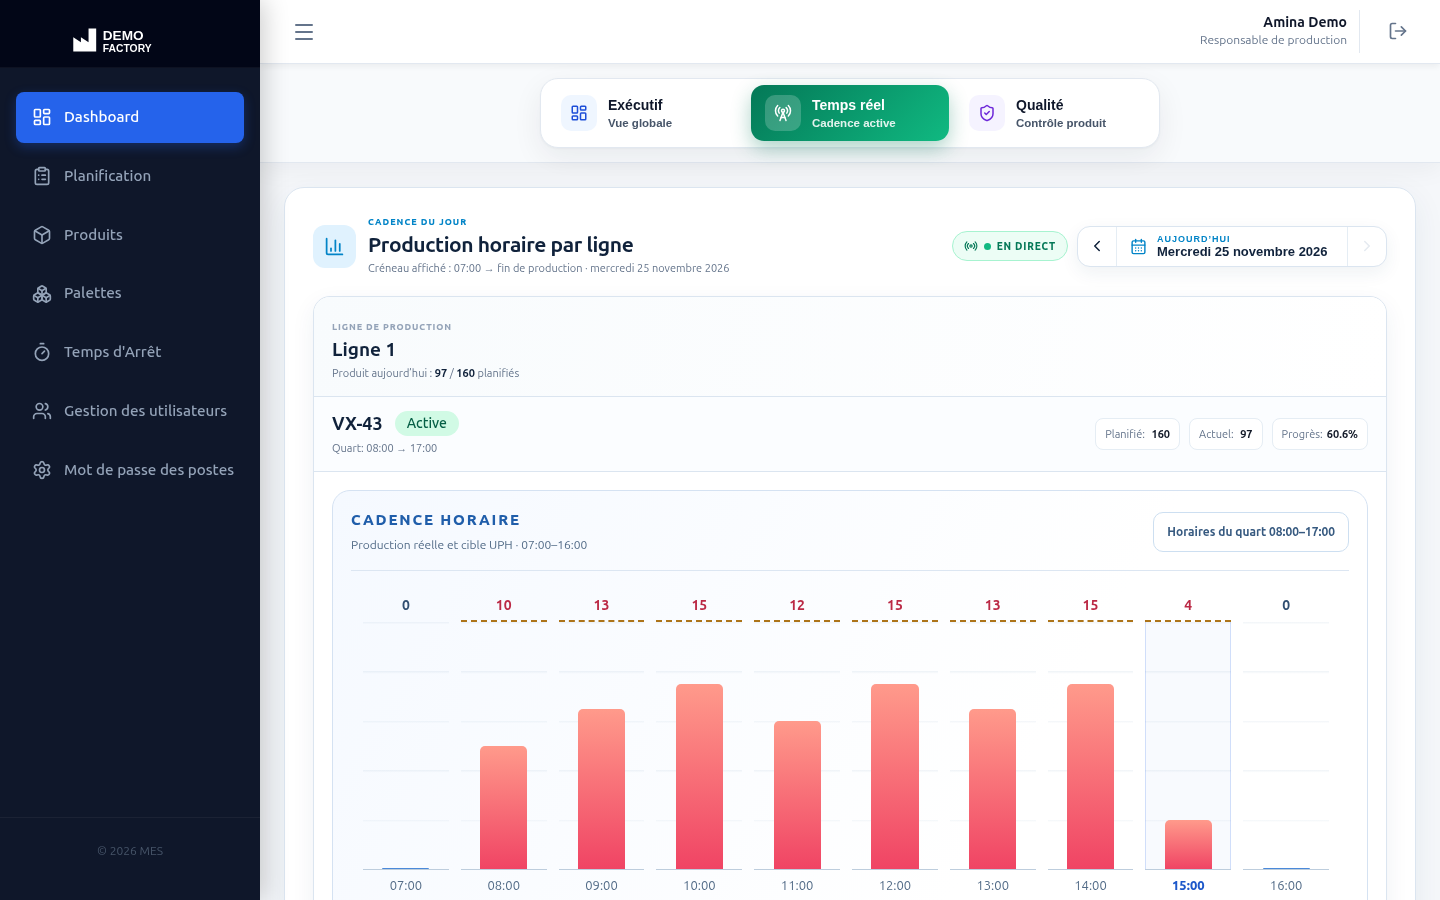 DEMO
FACTORY
Dashboard
Planification
Produits
Palettes
Temps d'Arrêt
Gestion des utilisateurs
Mot de passe des postes
© 2026 MES
Amina Demo
Responsable de production
Exécutif
Vue globale
Temps réel
Cadence active
Qualité
Contrôle produit
CADENCE DU JOUR
Production horaire par ligne
Créneau affiché : 07:00 → fin de production · mercredi 25 novembre 2026
EN DIRECT
AUJOURD'HUI
Mercredi 25 novembre 2026
LIGNE DE PRODUCTION
Ligne 1
Produit aujourd'hui : 97 / 160 planifiés
VX-43 Active
Quart: 08:00 → 17:00
Planifié: 160
Actuel: 97
Progrès: 60.6%
CADENCE HORAIRE
Production réelle et cible UPH · 07:00–16:00
Horaires du quart 08:00–17:00
0 10 13 15 12 15 13 15 4 0
07:00 08:00 09:00 10:00 11:00 12:00 13:00 14:00 15:00 16:00